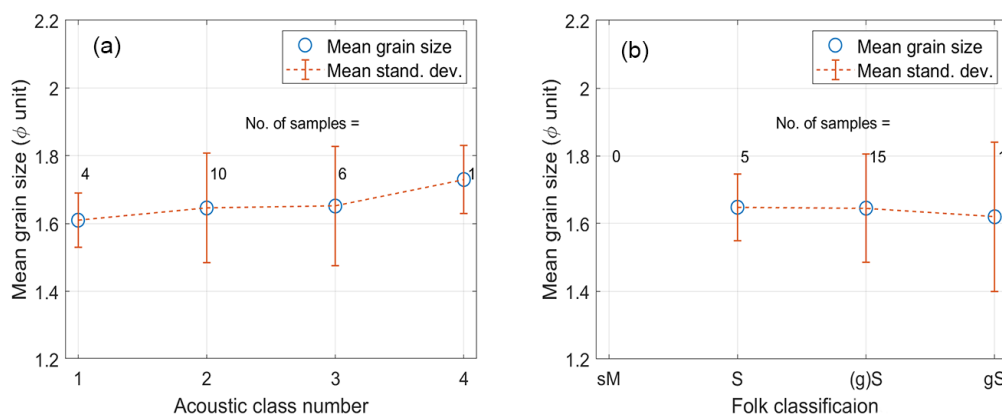 (a)
Mean grain size
Mean stand. dev.
No. of samples =
4
10
6
1
2.2
2
1.8
1.6
1.4
1.2
Mean grain size (ϕ unit)
1
2
3
4
Acoustic class number
(b)
Mean grain size
Mean stand. dev.
No. of samples =
0
5
15
1
2.2
2
1.8
1.6
1.4
1.2
Mean grain size (ϕ unit)
sM
S
(g)S
gS
Folk classificaion